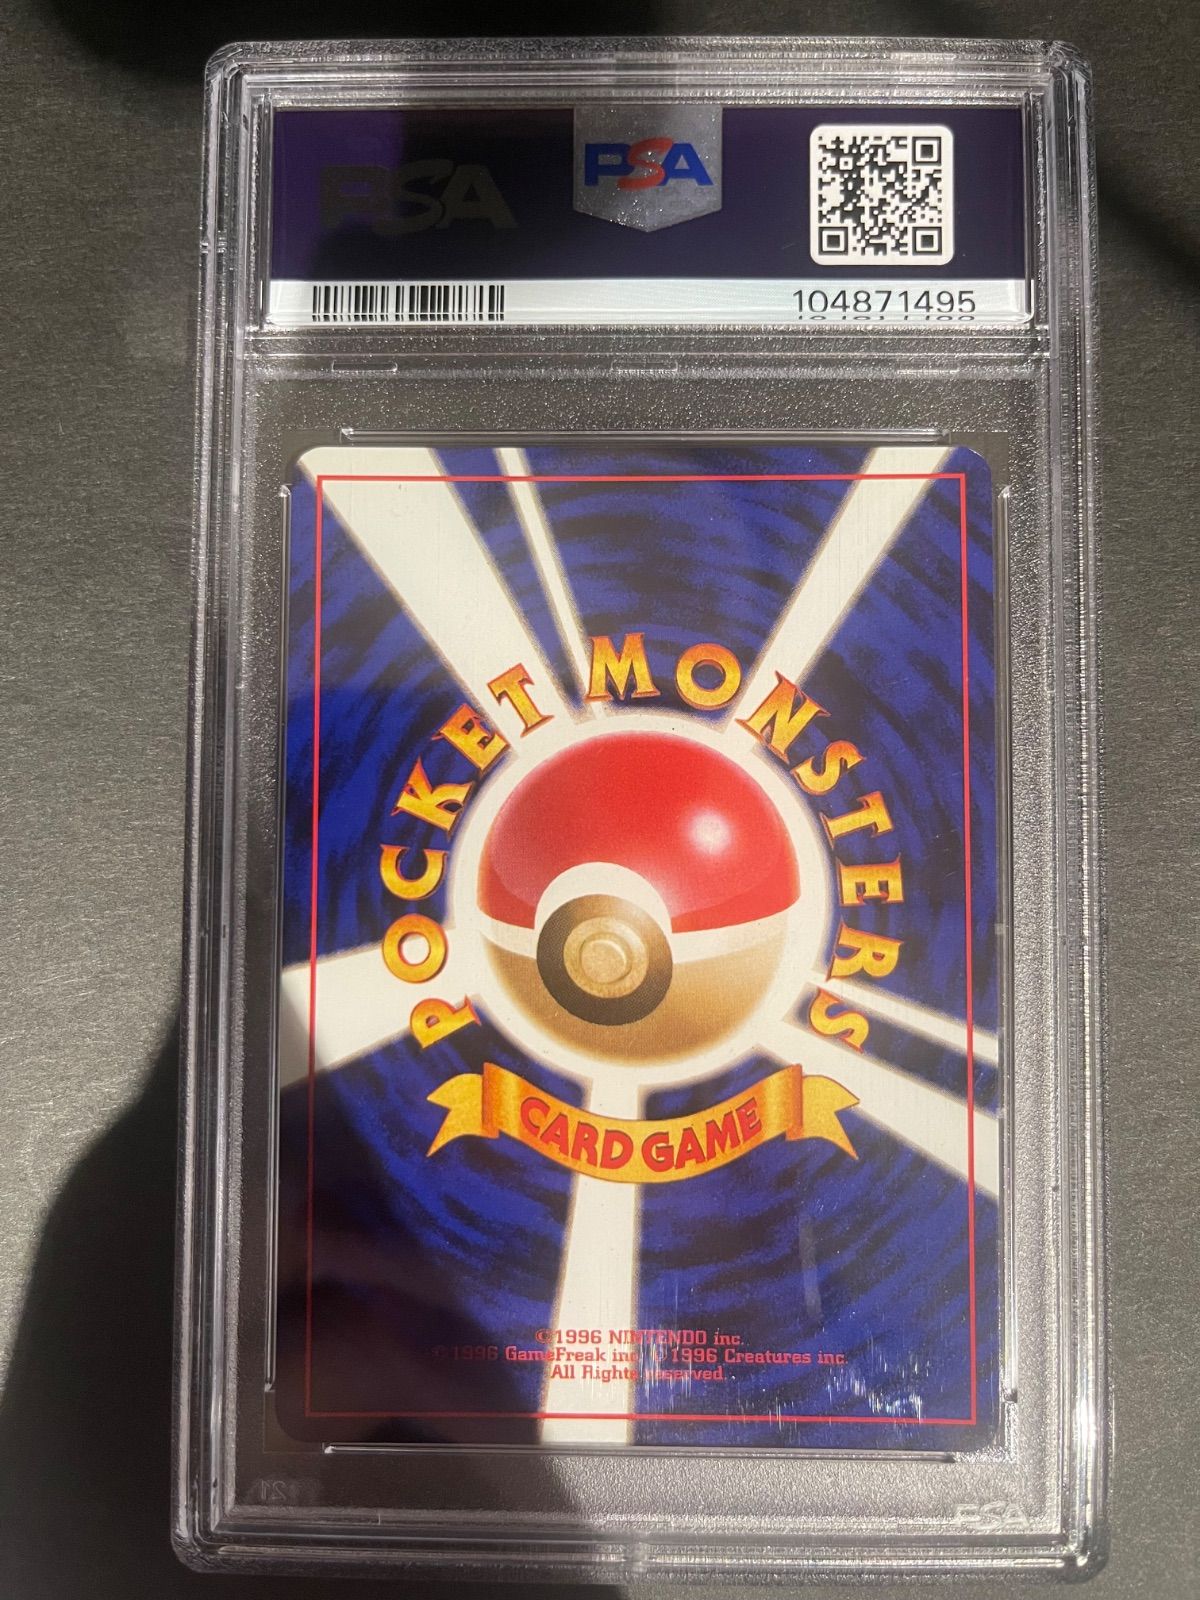 PSA
PSA
104871495
POCKET MONSTERS
CARD GAME
©1996 NINTENDO inc.
©1996 GameFreak inc. ©1996 Creatures inc.
All Rights reserved.
PSA